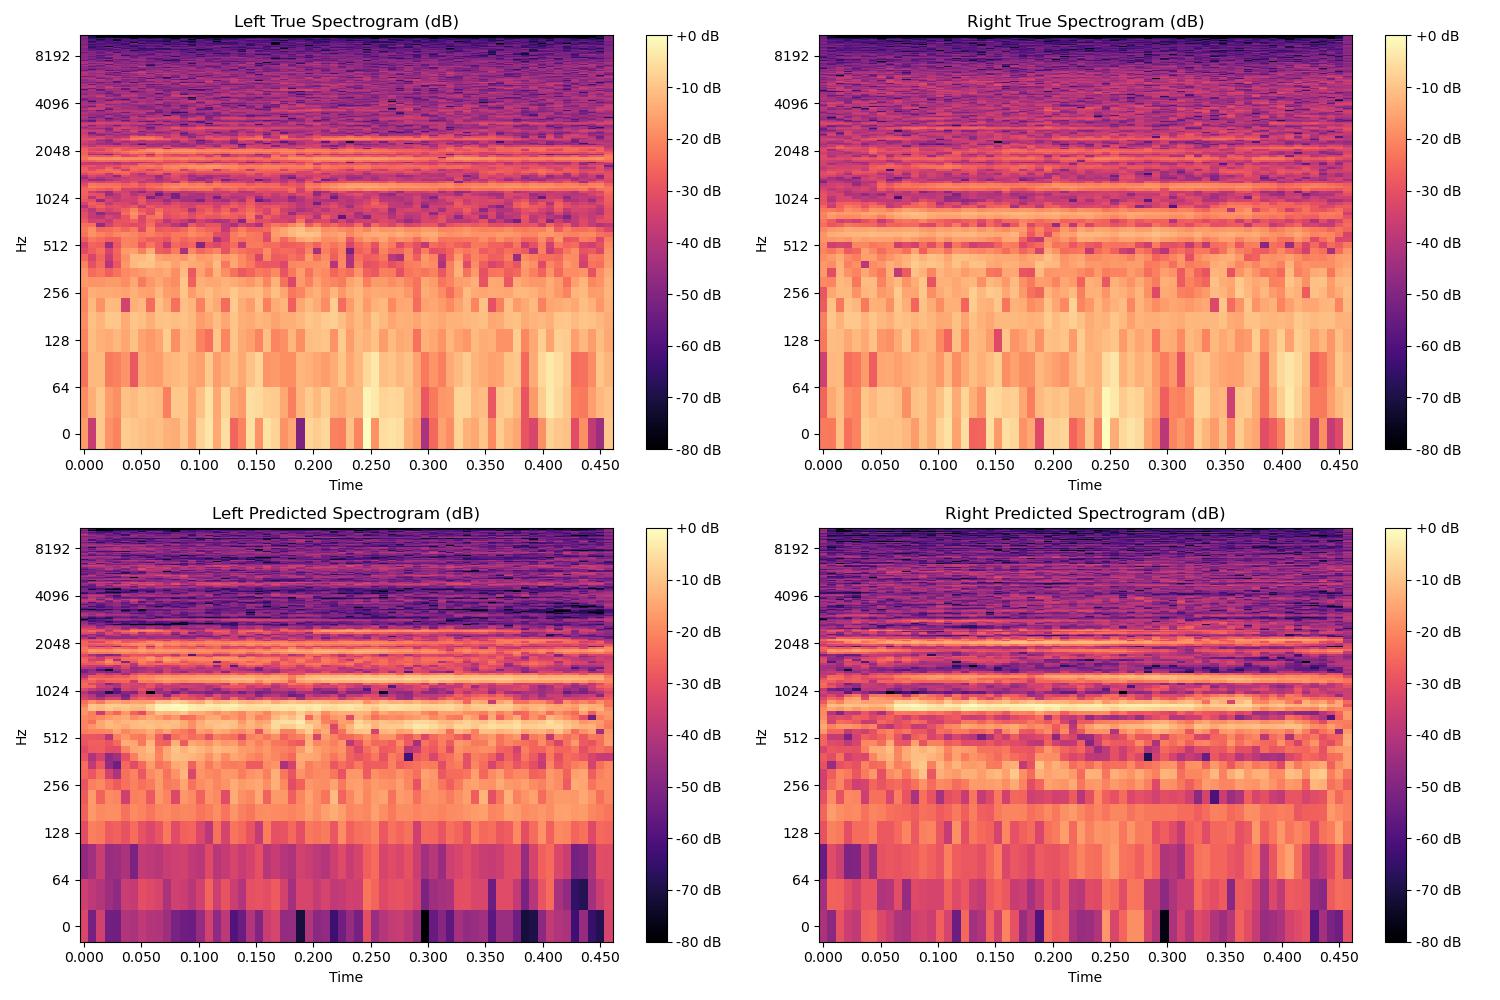 Left True Spectrogram (dB)
Hz
8192
4096
2048
1024
512
256
128
64
0
0.000 0.050 0.100 0.150 0.200 0.250 0.300 0.350 0.400 0.450
Time
+0 dB
-10 dB
-20 dB
-30 dB
-40 dB
-50 dB
-60 dB
-70 dB
-80 dB
Right True Spectrogram (dB)
Hz
8192
4096
2048
1024
512
256
128
64
0
0.000 0.050 0.100 0.150 0.200 0.250 0.300 0.350 0.400 0.450
Time
+0 dB
-10 dB
-20 dB
-30 dB
-40 dB
-50 dB
-60 dB
-70 dB
-80 dB
Left Predicted Spectrogram (dB)
Hz
8192
4096
2048
1024
512
256
128
64
0
0.000 0.050 0.100 0.150 0.200 0.250 0.300 0.350 0.400 0.450
Time
+0 dB
-10 dB
-20 dB
-30 dB
-40 dB
-50 dB
-60 dB
-70 dB
-80 dB
Right Predicted Spectrogram (dB)
Hz
8192
4096
2048
1024
512
256
128
64
0
0.000 0.050 0.100 0.150 0.200 0.250 0.300 0.350 0.400 0.450
Time
+0 dB
-10 dB
-20 dB
-30 dB
-40 dB
-50 dB
-60 dB
-70 dB
-80 dB